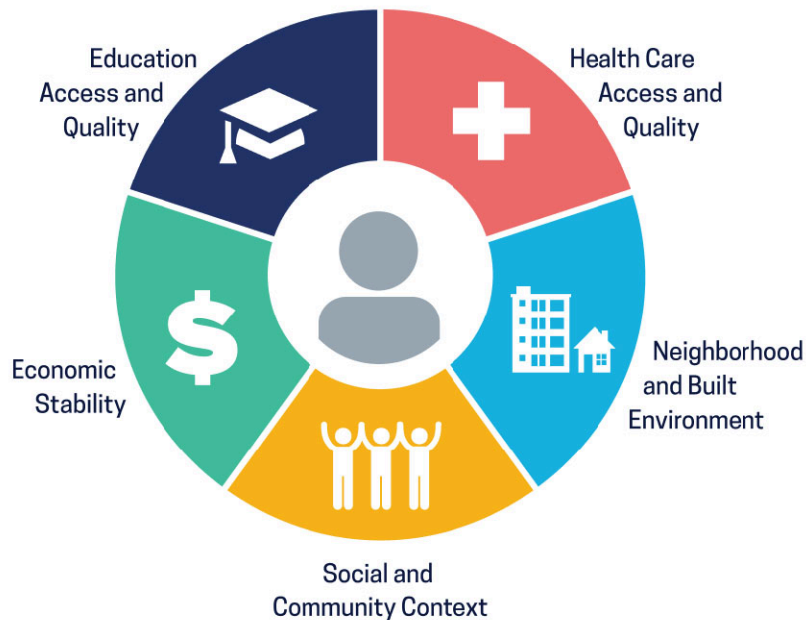 Education
Access and
Quality
Health Care
Access and
Quality
Economic
Stability
Neighborhood
and Built
Environment
Social and
Community Context